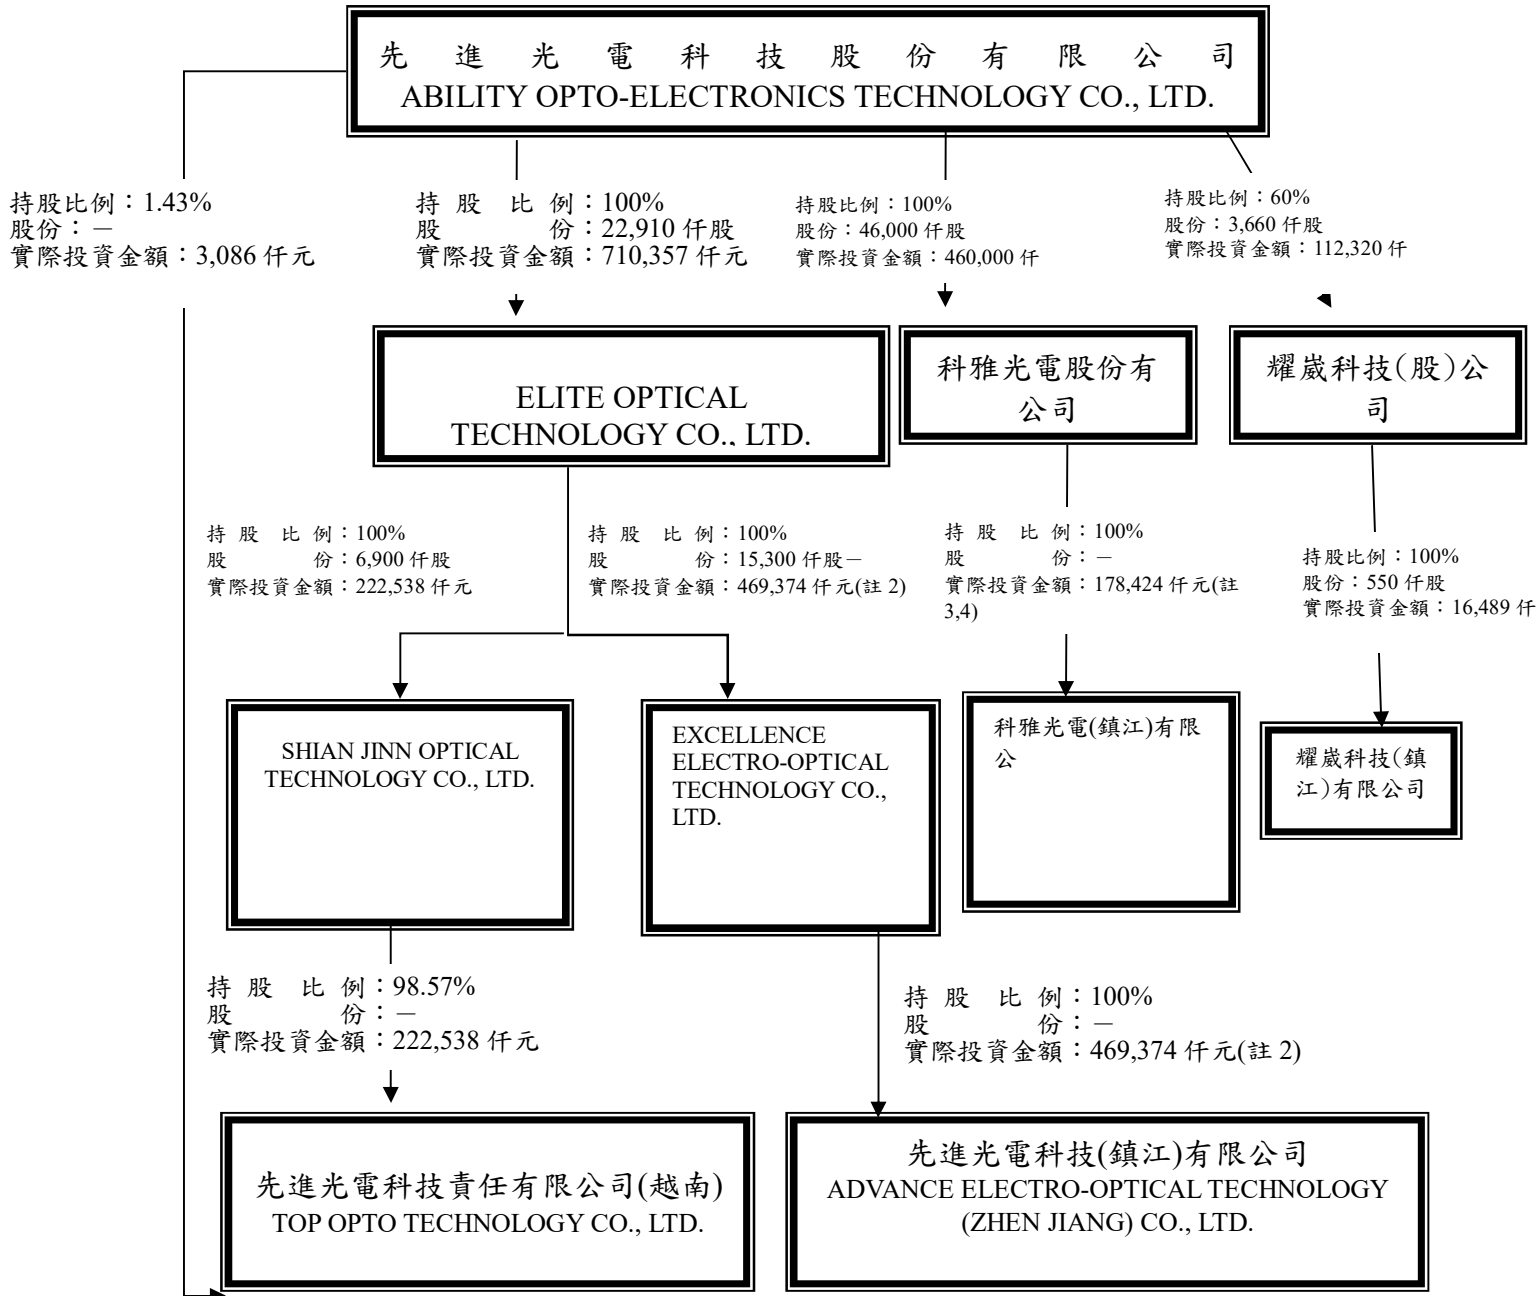 先進光電科技股份有限公司
ABILITY OPTO-ELECTRONICS TECHNOLOGY CO., LTD.
持股比例：1.43%
股份：－
實際投資金額：3,086 仟元
持股比例：100%
股份：22,910 仟股
實際投資金額：710,357 仟元
持股比例：100%
股份：46,000 仟股
實際投資金額：460,000 仟
持股比例：60%
股份：3,660 仟股
實際投資金額：112,320 仟
ELITE OPTICAL
TECHNOLOGY CO., LTD.
科雅光電股份有
公司
耀崴科技(股)公
司
持股比例：100%
股份：6,900 仟股
實際投資金額：222,538 仟元
持股比例：100%
股份：15,300 仟股－
實際投資金額：469,374 仟元(註 2)
持股比例：100%
股份：－
實際投資金額：178,424 仟元(註
3,4)
持股比例：100%
股份：550 仟股
實際投資金額：16,489 仟
SHIAN JINN OPTICAL
TECHNOLOGY CO., LTD.
EXCELLENCE
ELECTRO-OPTICAL
TECHNOLOGY CO.,
LTD.
科雅光電(鎮江)有限
公
耀崴科技(鎮
江)有限公司
持股比例：98.57%
股份：－
實際投資金額：222,538 仟元
持股比例：100%
股份：－
實際投資金額：469,374 仟元(註 2)
先進光電科技責任有限公司(越南)
TOP OPTO TECHNOLOGY CO., LTD.
先進光電科技(鎮江)有限公司
ADVANCE ELECTRO-OPTICAL TECHNOLOGY
(ZHEN JIANG) CO., LTD.